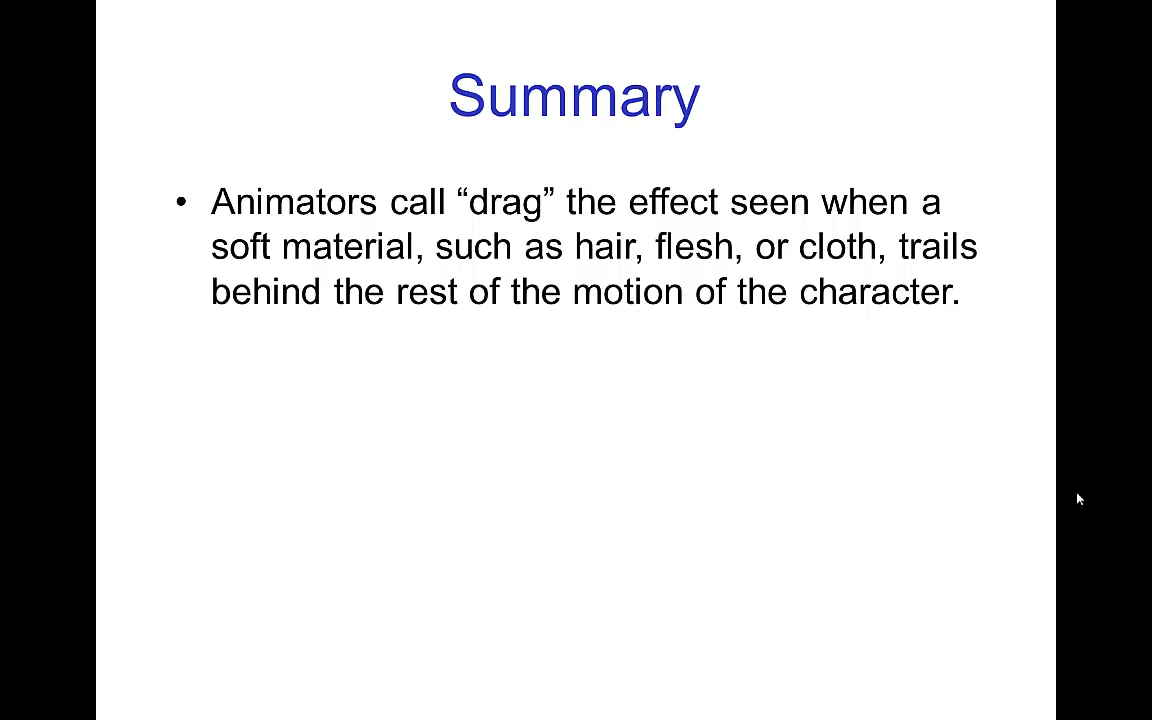 Summary
• Animators call “drag” the effect seen when a
soft material, such as hair, flesh, or cloth, trails
behind the rest of the motion of the character.